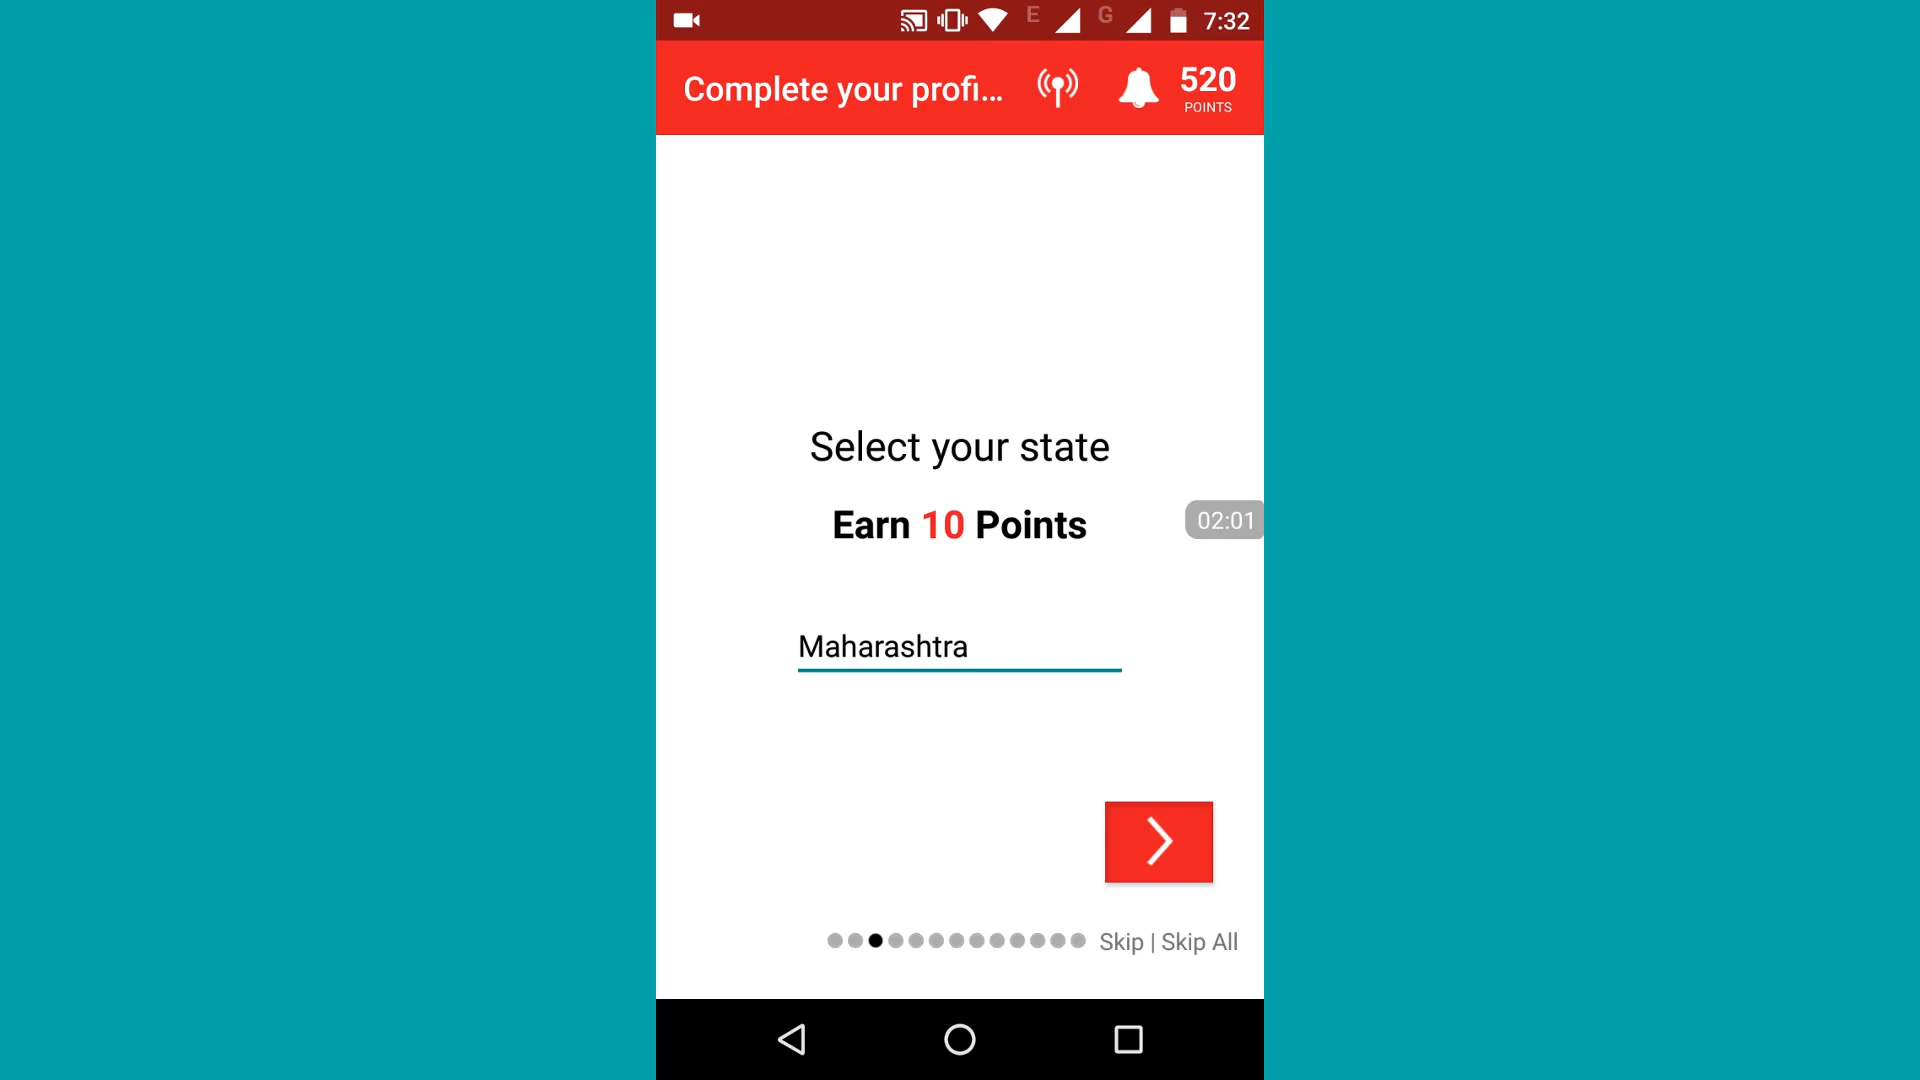 E G 7:32
Complete your profi...
520
POINTS
Select your state
Earn 10 Points
02:01
Maharashtra
Skip | Skip All